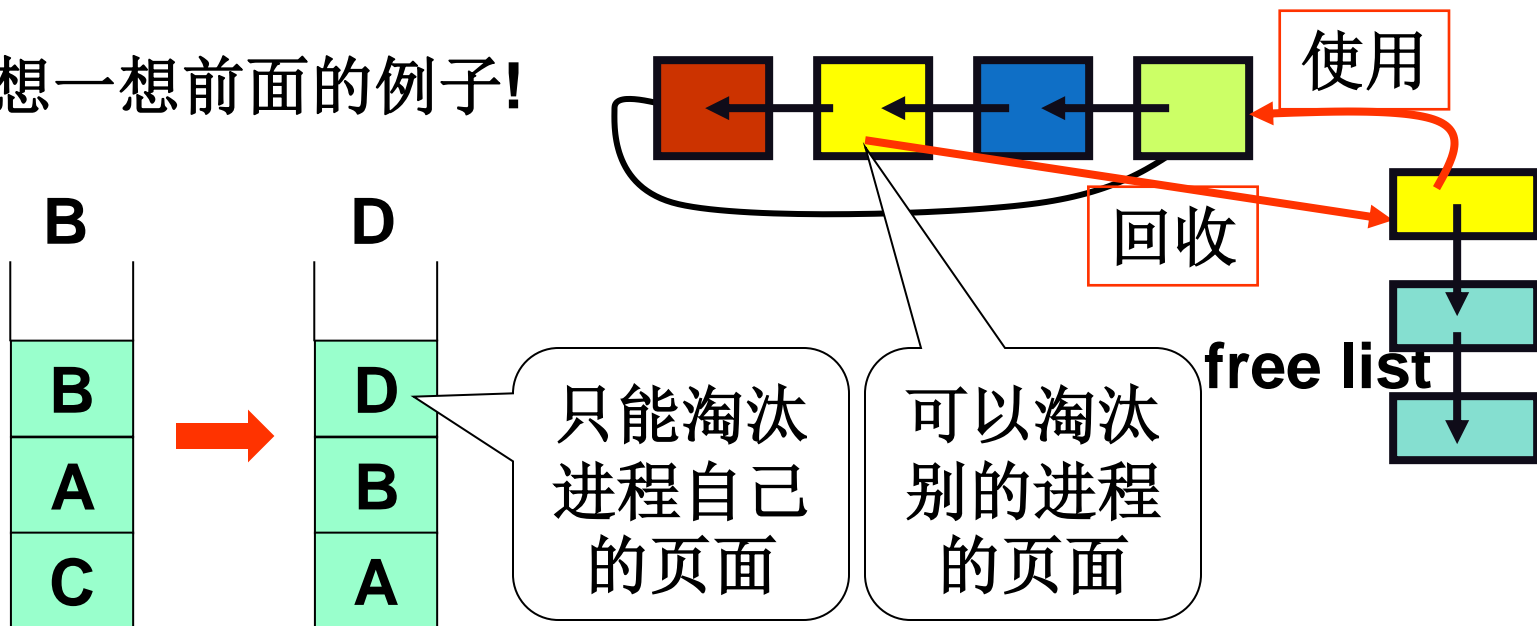 想一想前面的例子!
使用
回收
B
D
B
A
C
D
B
A
只能淘汰
进程自己
的页面
可以淘汰
别的进程
的页面
free list